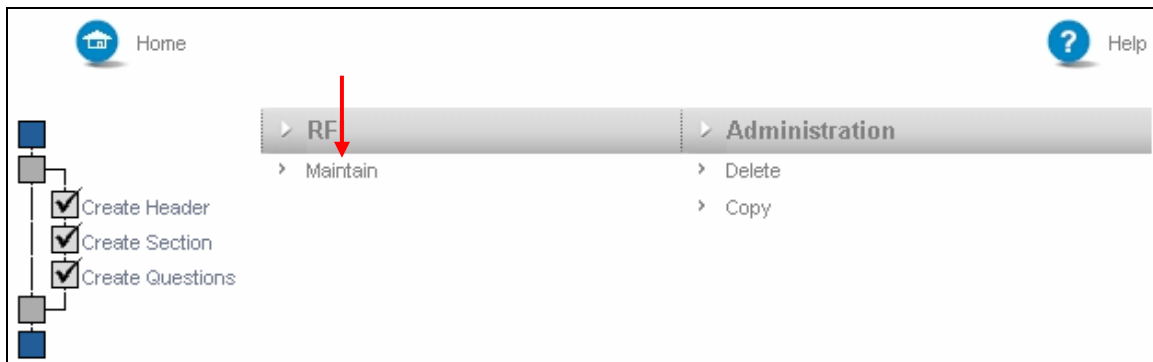 Home
? Help
RF
Administration
Maintain
Delete
Copy
Create Header
Create Section
Create Questions